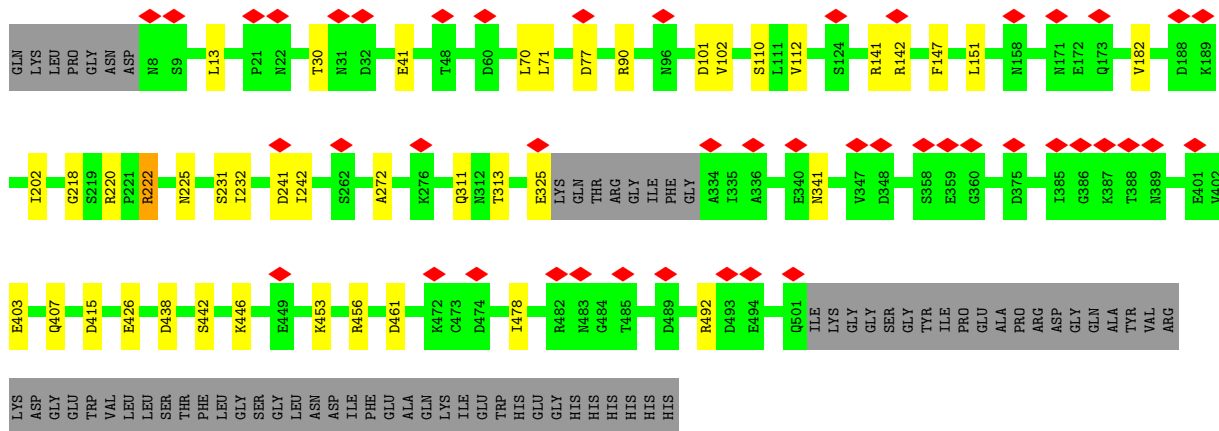 GLN LYS LEU PRO GLY ASN ASP N8 S9 L13 P21 N22 T30 N31 D32 E41 T48 D60 L70 L71 D77 R90 N96 D101 V102 S110 L111 V112 S124 R141 R142 F147 L151 N158 N171 E172 Q173 V182 D188 K189
I202 G218 S219 R220 P221 R222 N225 S231 I232 D241 I242 S262 A272 K276 Q311 N312 T313 E325 LYS GLN THR ARG GLY ILE PHE GLY A334 I335 A336 E340 N341 V347 D348 S358 E359 G360 D375 I385 G386 K387 T388 N389 E401 V402
E403 Q407 D415 E426 D438 S442 K446 E449 K453 R456 D461 K472 C473 D474 I478 R482 N483 G484 T485 D489 R492 D493 E494 Q501 ILE LYS GLY GLY SER GLY TYR ILE PRO GLU ALA PRO ARG ASP GLY GLN ALA TYR VAL ARG
LYS ASP GLY GLU TRP VAL LEU LEU SER THR PHE LEU GLY SER GLY LEU ASN ASP ILE PHE GLU ALA GLN LYS ILE GLU TRP HIS GLU GLY HIS HIS HIS HIS HIS HIS